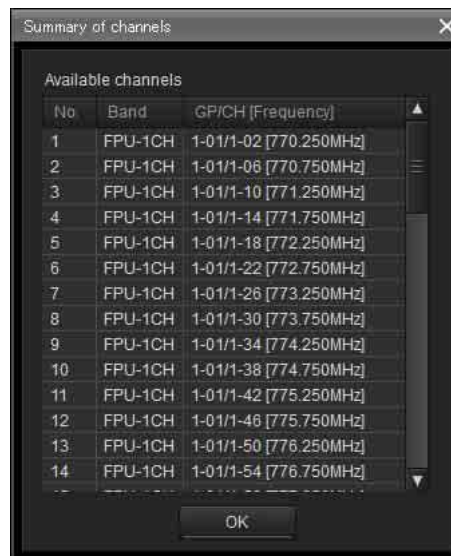 Summary of channels
Available channels
No Band GP/CH [Frequency]
1 FPU-1CH 1-01/1-02 [770.250MHz]
2 FPU-1CH 1-01/1-06 [770.750MHz]
3 FPU-1CH 1-01/1-10 [771.250MHz]
4 FPU-1CH 1-01/1-14 [771.750MHz]
5 FPU-1CH 1-01/1-18 [772.250MHz]
6 FPU-1CH 1-01/1-22 [772.750MHz]
7 FPU-1CH 1-01/1-26 [773.250MHz]
8 FPU-1CH 1-01/1-30 [773.750MHz]
9 FPU-1CH 1-01/1-34 [774.250MHz]
10 FPU-1CH 1-01/1-38 [774.750MHz]
11 FPU-1CH 1-01/1-42 [775.250MHz]
12 FPU-1CH 1-01/1-46 [775.750MHz]
13 FPU-1CH 1-01/1-50 [776.250MHz]
14 FPU-1CH 1-01/1-54 [776.750MHz]
OK